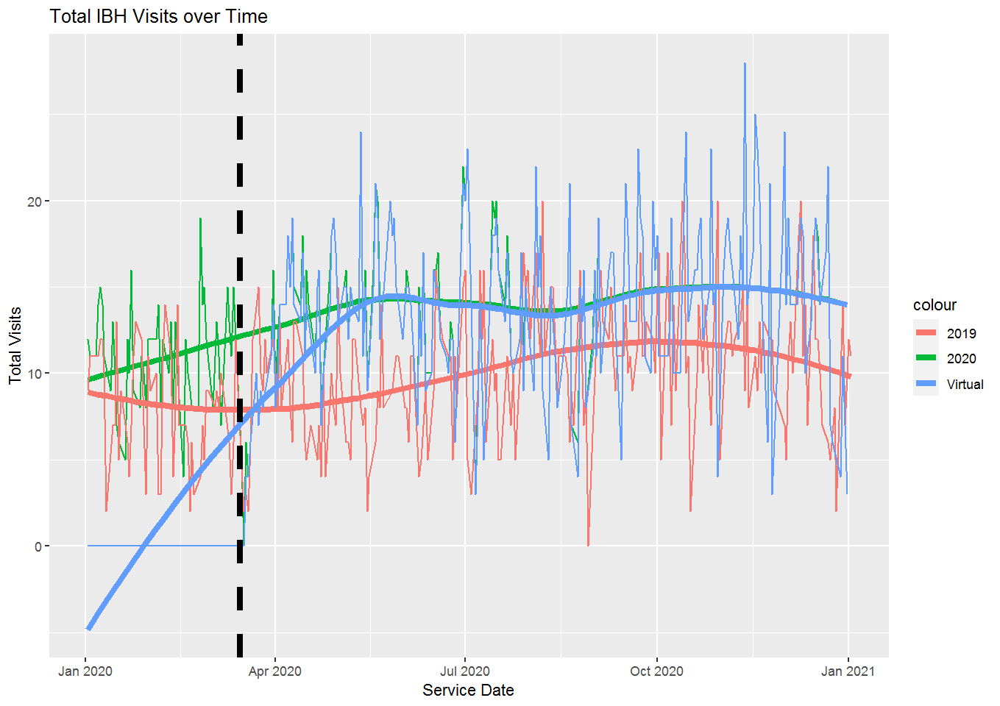 Total IBH Visits over Time
Total Visits
20
10
0
Jan 2020
Apr 2020
Jul 2020
Oct 2020
Jan 2021
Service Date
colour
2019
2020
Virtual